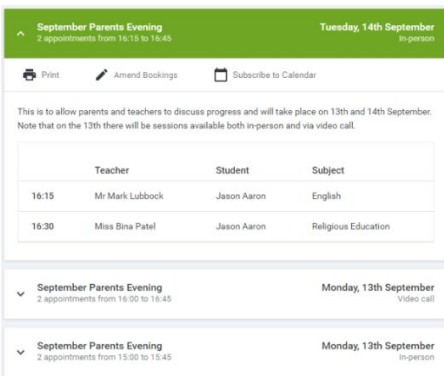 September Parents Evening Tuesday, 14th September
2 appointments from 16:15 to 16:45 In-person
Print Amend Bookings Subscribe to Calendar
This is to allow parents and teachers to discuss progress and will take place on 13th and 14th September.
Note that on the 13th there will be sessions available both in-person and via video call.
Teacher Student Subject
16:15 Mr Mark Lubbock Jason Aaron English
16:30 Miss Bina Patel Jason Aaron Religious Education
September Parents Evening Monday, 13th September
2 appointments from 16:00 to 16:45 Video call
September Parents Evening Monday, 13th September
2 appointments from 15:00 to 15:45 In-person